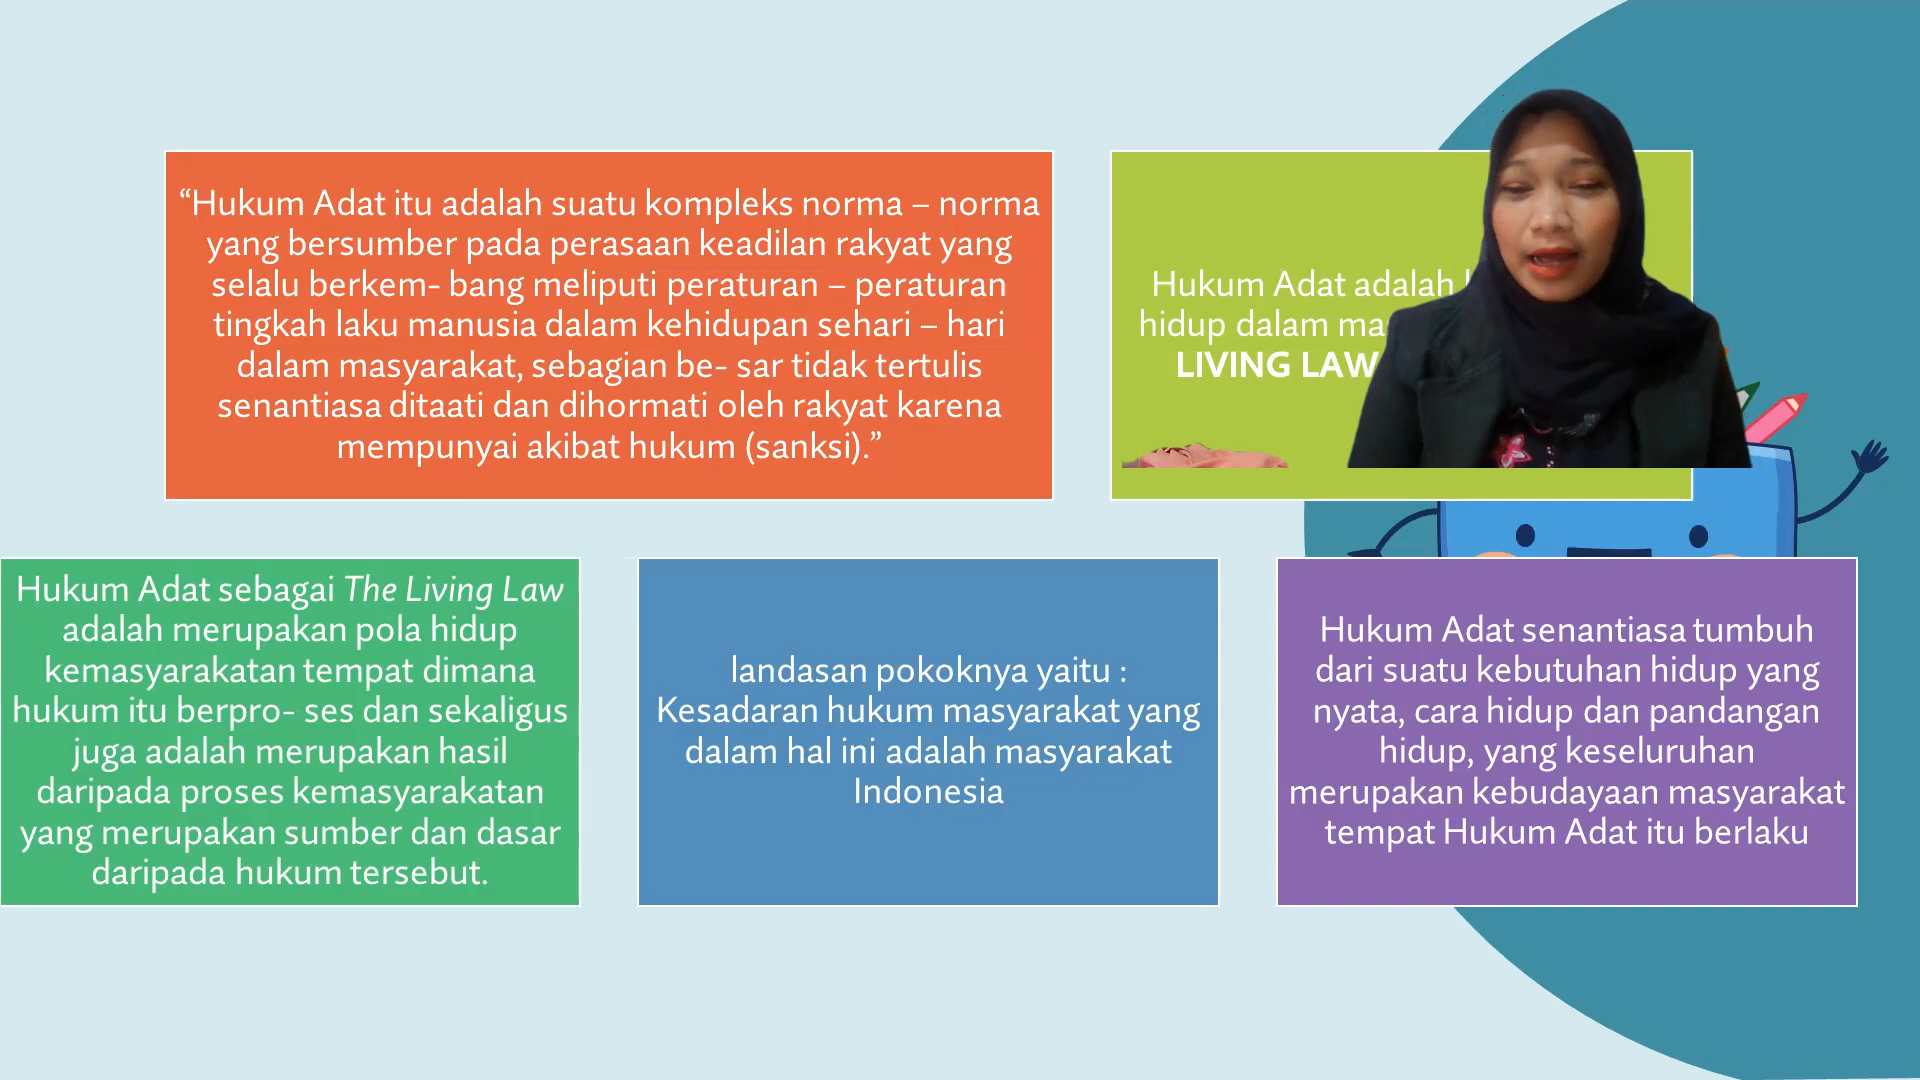 “Hukum Adat itu adalah suatu kompleks norma – norma
yang bersumber pada perasaan keadilan rakyat yang
selalu berkem- bang meliputi peraturan – peraturan
tingkah laku manusia dalam kehidupan sehari – hari
dalam masyarakat, sebagian be- sar tidak tertulis
senantiasa ditaati dan dihormati oleh rakyat karena
mempunyai akibat hukum (sanksi).”
Hukum Adat adalah
hidup dalam
LIVING LAW
Hukum Adat sebagai The Living Law
adalah merupakan pola hidup
kemasyarakatan tempat dimana
hukum itu berpro- ses dan sekaligus
juga adalah merupakan hasil
daripada proses kemasyarakatan
yang merupakan sumber dan dasar
daripada hukum tersebut.
landasan pokoknya yaitu :
Kesadaran hukum masyarakat yang
dalam hal ini adalah masyarakat
Indonesia
Hukum Adat senantiasa tumbuh
dari suatu kebutuhan hidup yang
nyata, cara hidup dan pandangan
hidup, yang keseluruhan
merupakan kebudayaan masyarakat
tempat Hukum Adat itu berlaku